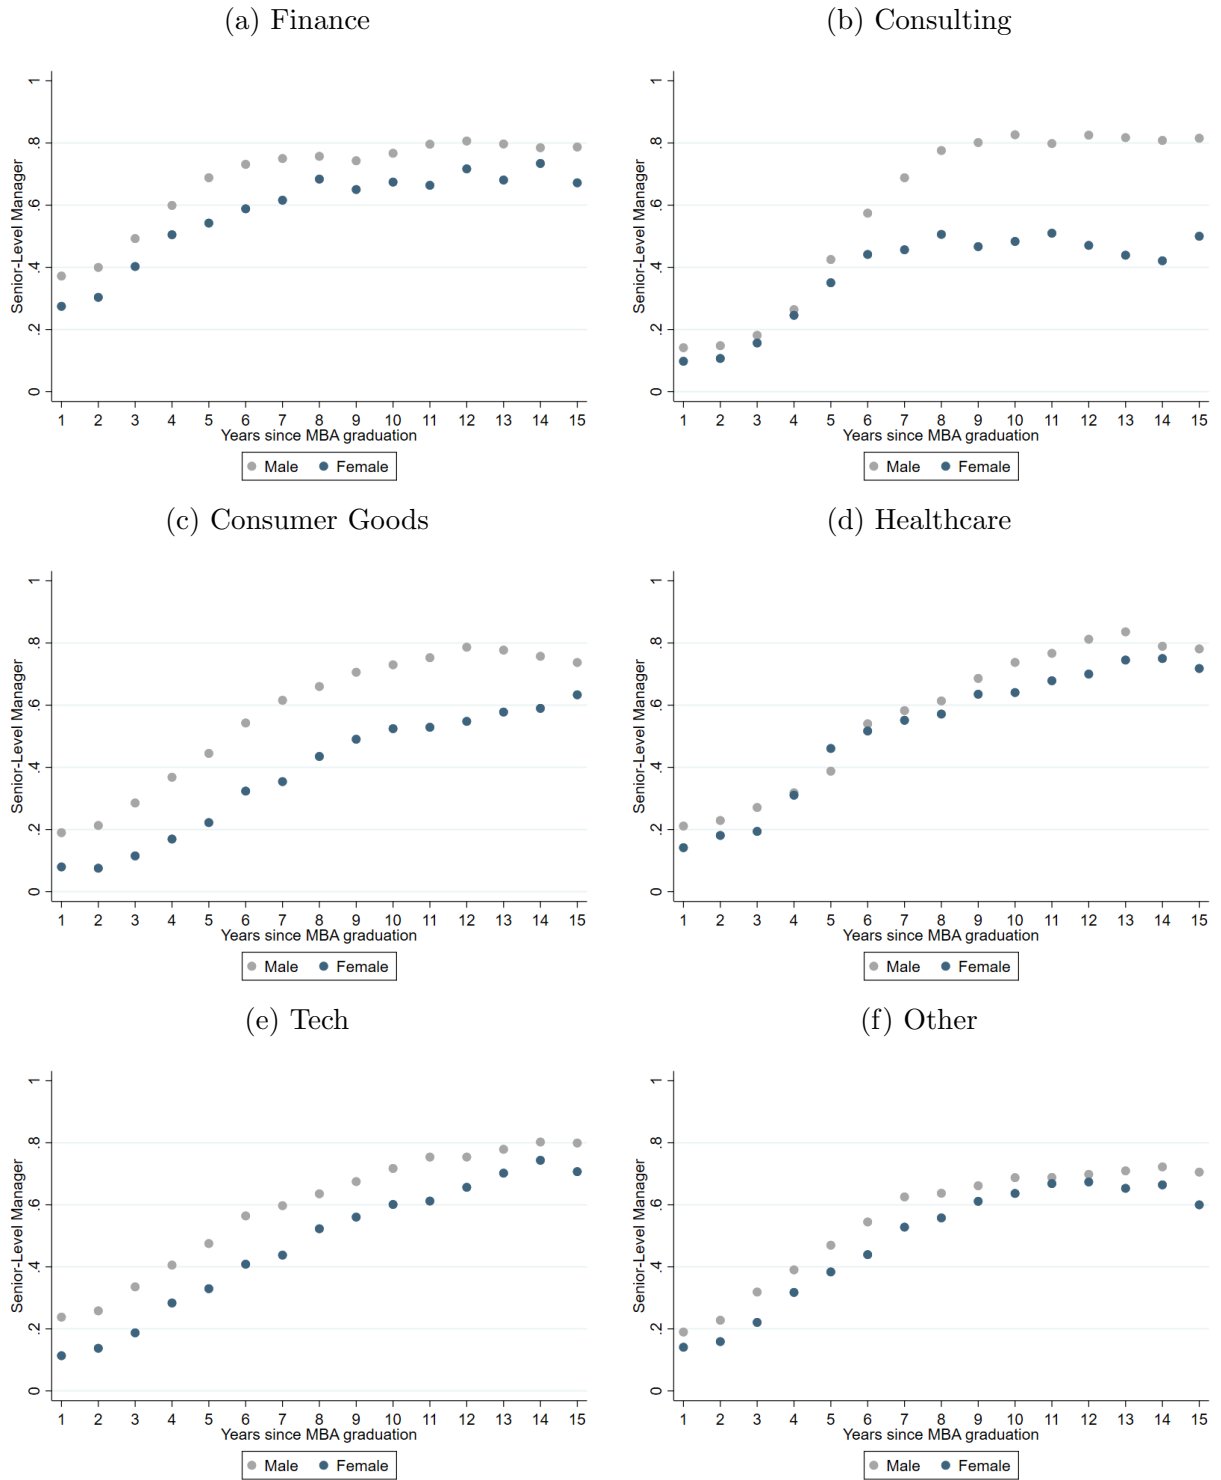 (a) Finance
Senior-Level Manager
1
.8
.6
.4
.2
0
1 2 3 4 5 6 7 8 9 10 11 12 13 14 15
Years since MBA graduation
Male Female
(b) Consulting
Senior-Level Manager
1
.8
.6
.4
.2
0
1 2 3 4 5 6 7 8 9 10 11 12 13 14 15
Years since MBA graduation
Male Female
(c) Consumer Goods
Senior-Level Manager
1
.8
.6
.4
.2
0
1 2 3 4 5 6 7 8 9 10 11 12 13 14 15
Years since MBA graduation
Male Female
(d) Healthcare
Senior-Level Manager
1
.8
.6
.4
.2
0
1 2 3 4 5 6 7 8 9 10 11 12 13 14 15
Years since MBA graduation
Male Female
(e) Tech
Senior-Level Manager
1
.8
.6
.4
.2
0
1 2 3 4 5 6 7 8 9 10 11 12 13 14 15
Years since MBA graduation
Male Female
(f) Other
Senior-Level Manager
1
.8
.6
.4
.2
0
1 2 3 4 5 6 7 8 9 10 11 12 13 14 15
Years since MBA graduation
Male Female